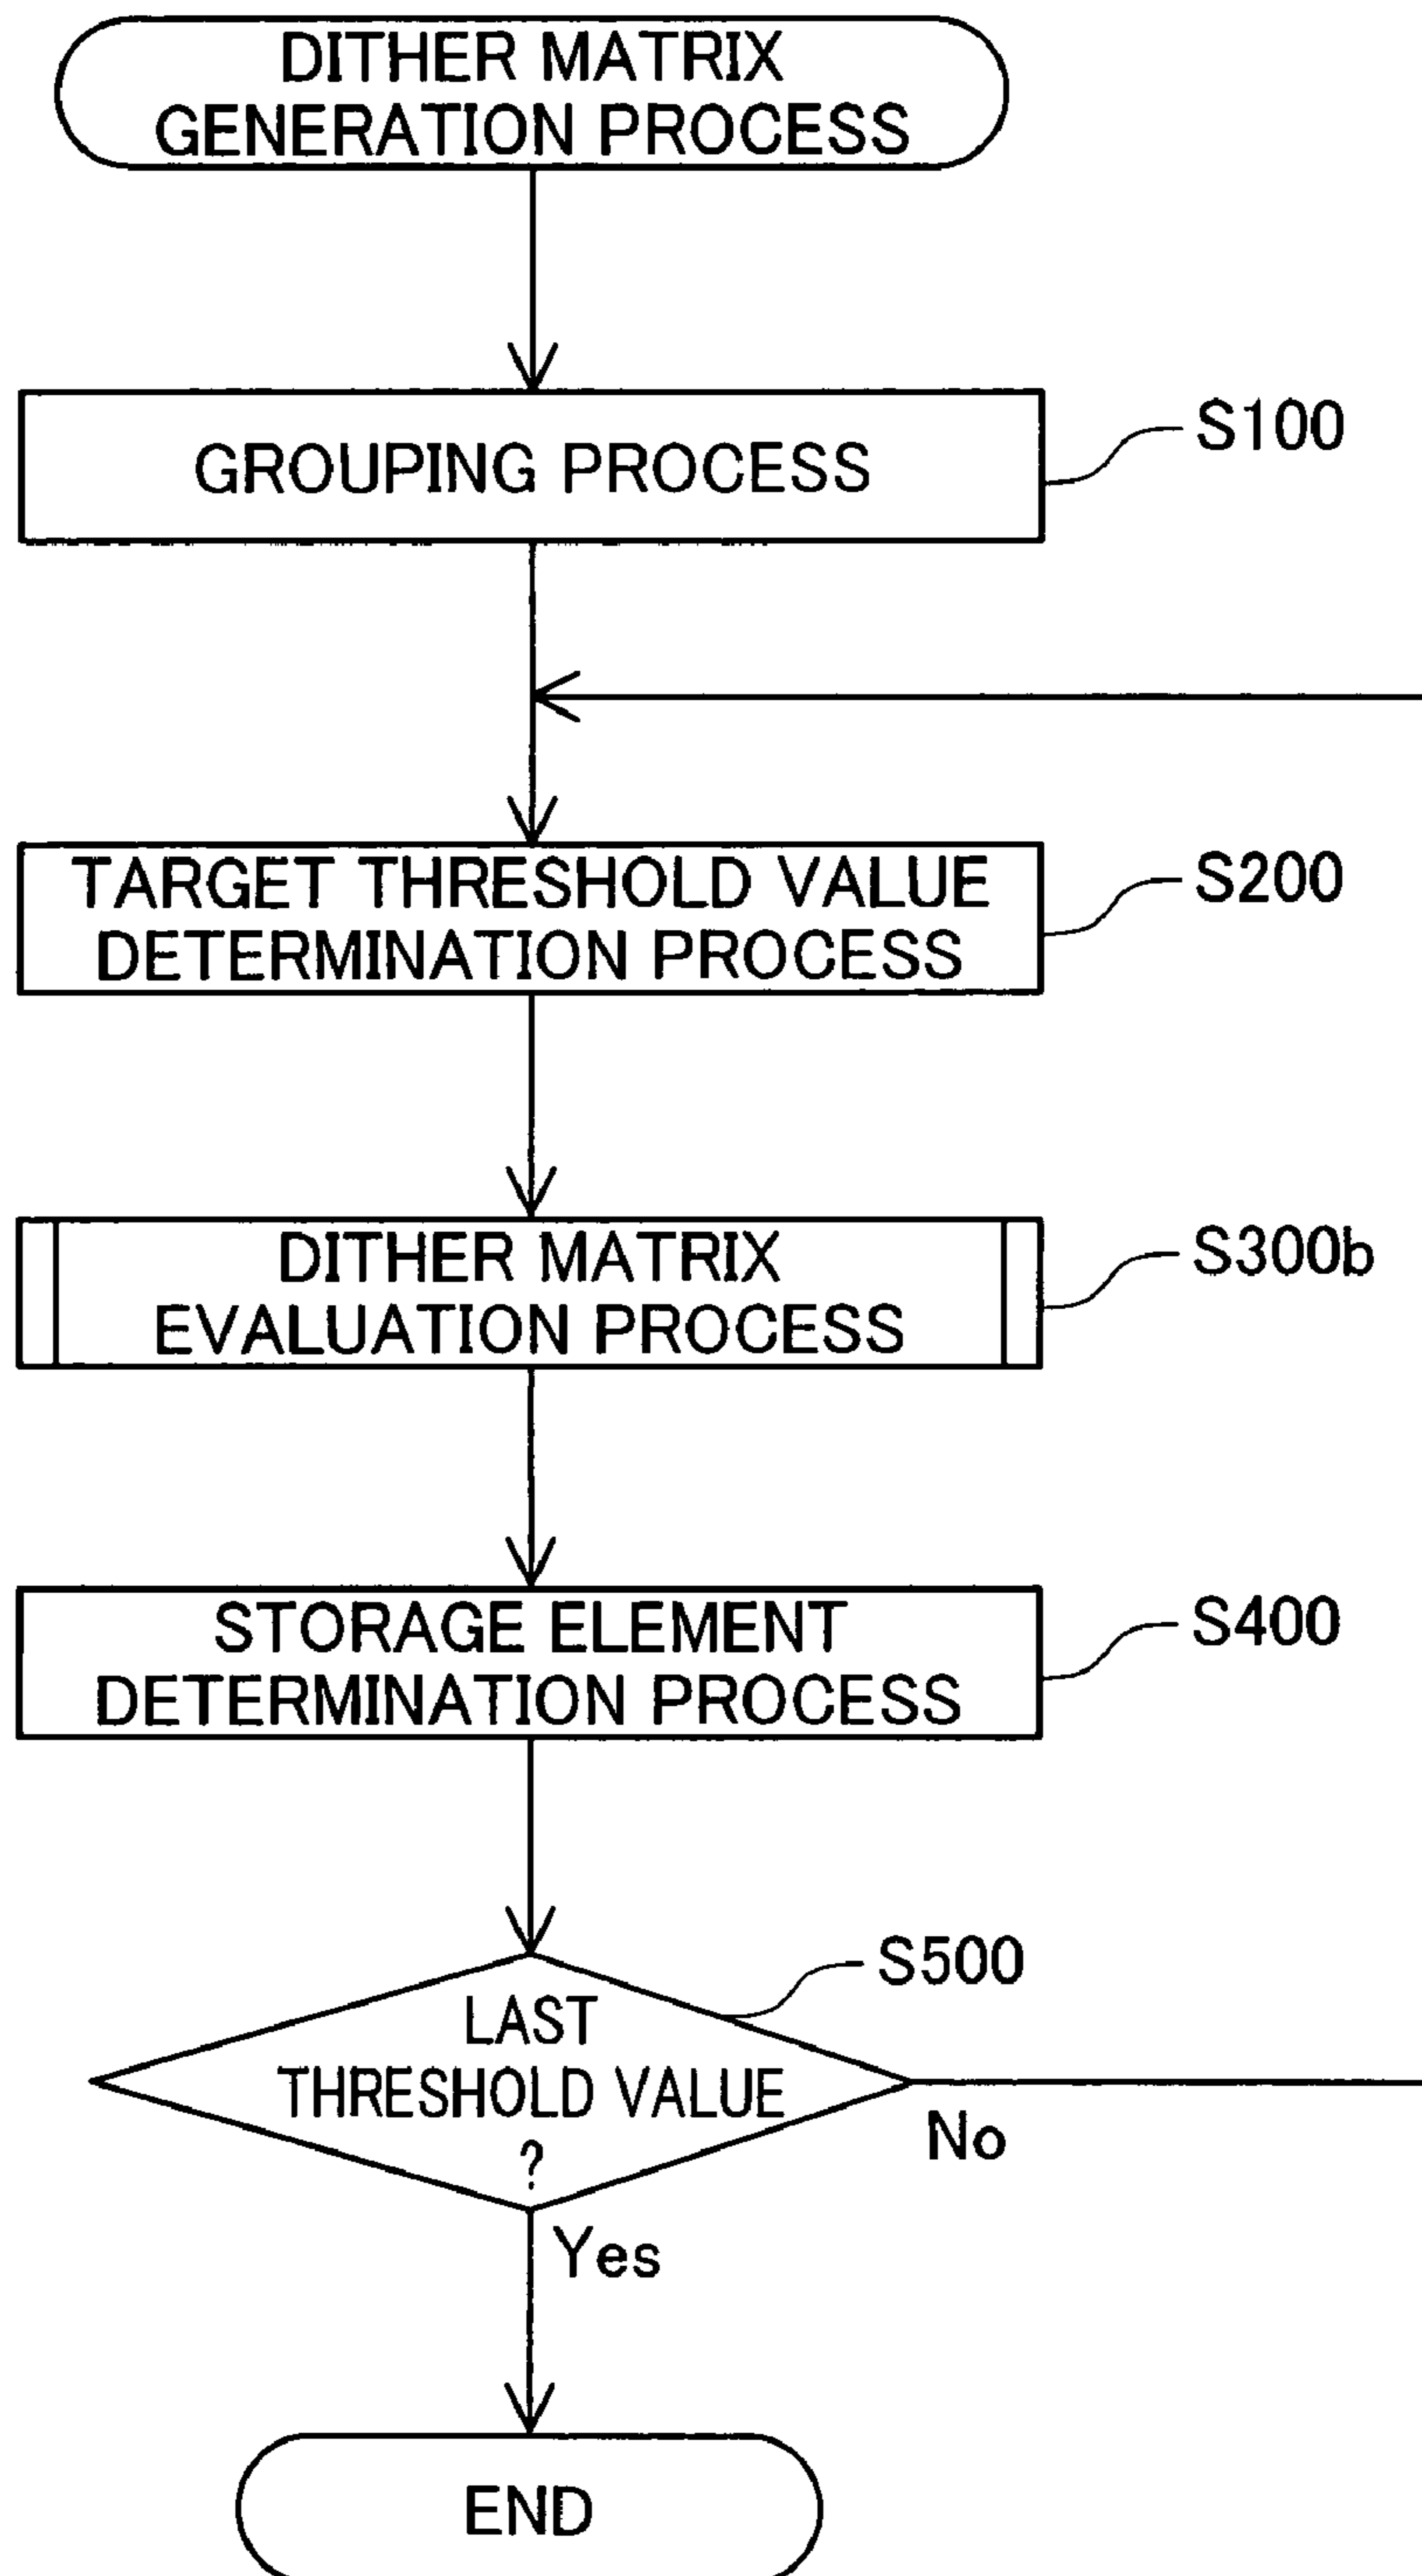 DITHER MATRIX
GENERATION PROCESS
GROUPING PROCESS
S100
TARGET THRESHOLD VALUE
DETERMINATION PROCESS
S200
DITHER MATRIX
EVALUATION PROCESS
S300b
STORAGE ELEMENT
DETERMINATION PROCESS
S400
S500
LAST
THRESHOLD VALUE
?
No
Yes
END